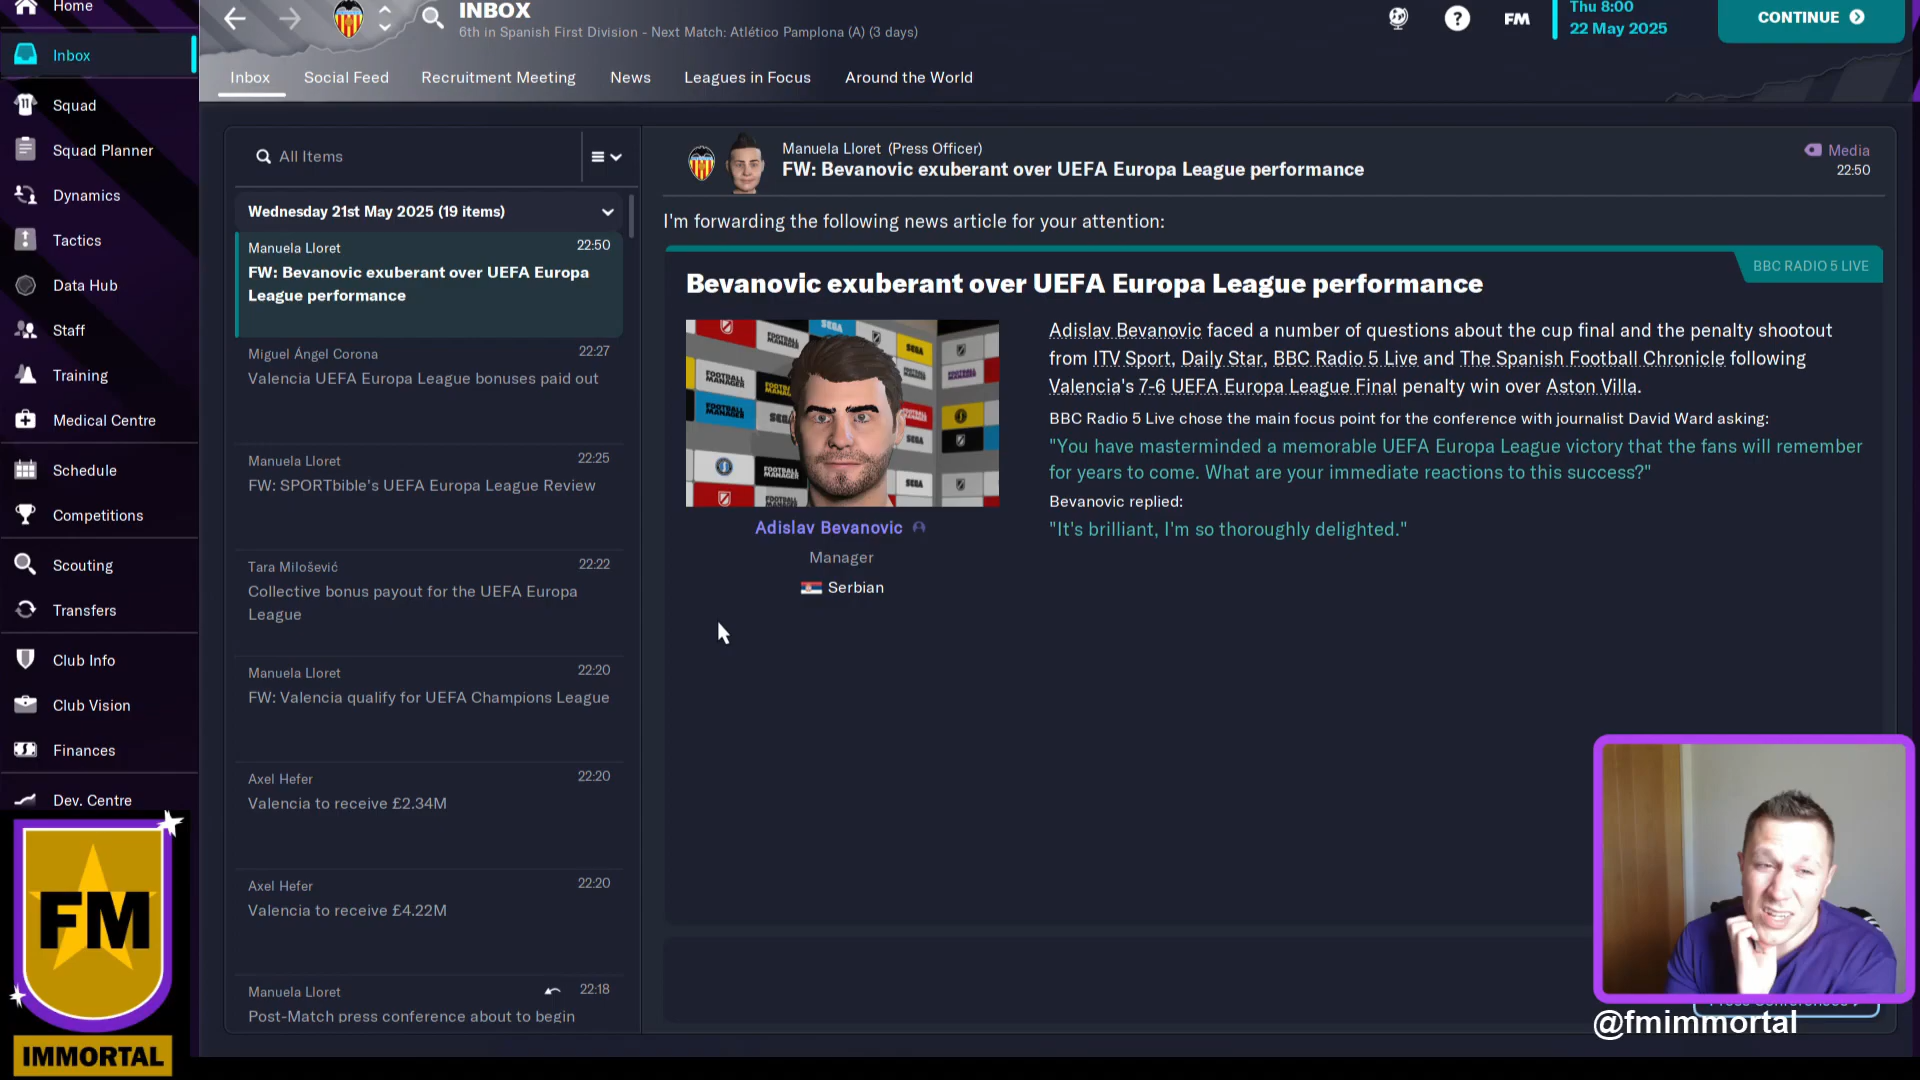 Home
Inbox
Squad
Squad Planner
Dynamics
Tactics
Data Hub
Staff
Training
Medical Centre
Schedule
Competitions
Scouting
Transfers
Club Info
Club Vision
Finances
Dev. Centre
FM
IMMORTAL
INBOX
6th in Spanish First Division - Next Match: Atlético Pamplona (A) (3 days)
FM
Thu 8:00
22 May 2025
CONTINUE
Inbox
Social Feed
Recruitment Meeting
News
Leagues in Focus
Around the World
All Items
Wednesday 21st May 2025 (19 items)
Manuela Lloret
22:50
FW: Bevanovic exuberant over UEFA Europa
League performance
Miguel Ángel Corona
22:27
Valencia UEFA Europa League bonuses paid out
Manuela Lloret
22:25
FW: SPORTbible's UEFA Europa League Review
Tara Milošević
22:22
Collective bonus payout for the UEFA Europa
League
Manuela Lloret
22:20
FW: Valencia qualify for UEFA Champions League
Axel Hefer
22:20
Valencia to receive £2.34M
Axel Hefer
22:20
Valencia to receive £4.22M
Manuela Lloret
22:18
Post-Match press conference about to begin
Manuela Lloret (Press Officer)
FW: Bevanovic exuberant over UEFA Europa League performance
Media
22:50
I'm forwarding the following news article for your attention:
BBC RADIO 5 LIVE
Bevanovic exuberant over UEFA Europa League performance
Adislav Bevanovic
Manager
Serbian
Adislav Bevanovic faced a number of questions about the cup final and the penalty shootout
from ITV Sport, Daily Star, BBC Radio 5 Live and The Spanish Football Chronicle following
Valencia's 7-6 UEFA Europa League Final penalty win over Aston Villa.
BBC Radio 5 Live chose the main focus point for the conference with journalist David Ward asking:
"You have masterminded a memorable UEFA Europa League victory that the fans will remember
for years to come. What are your immediate reactions to this success?"
Bevanovic replied:
"It's brilliant, I'm so thoroughly delighted."
@fmimmortal